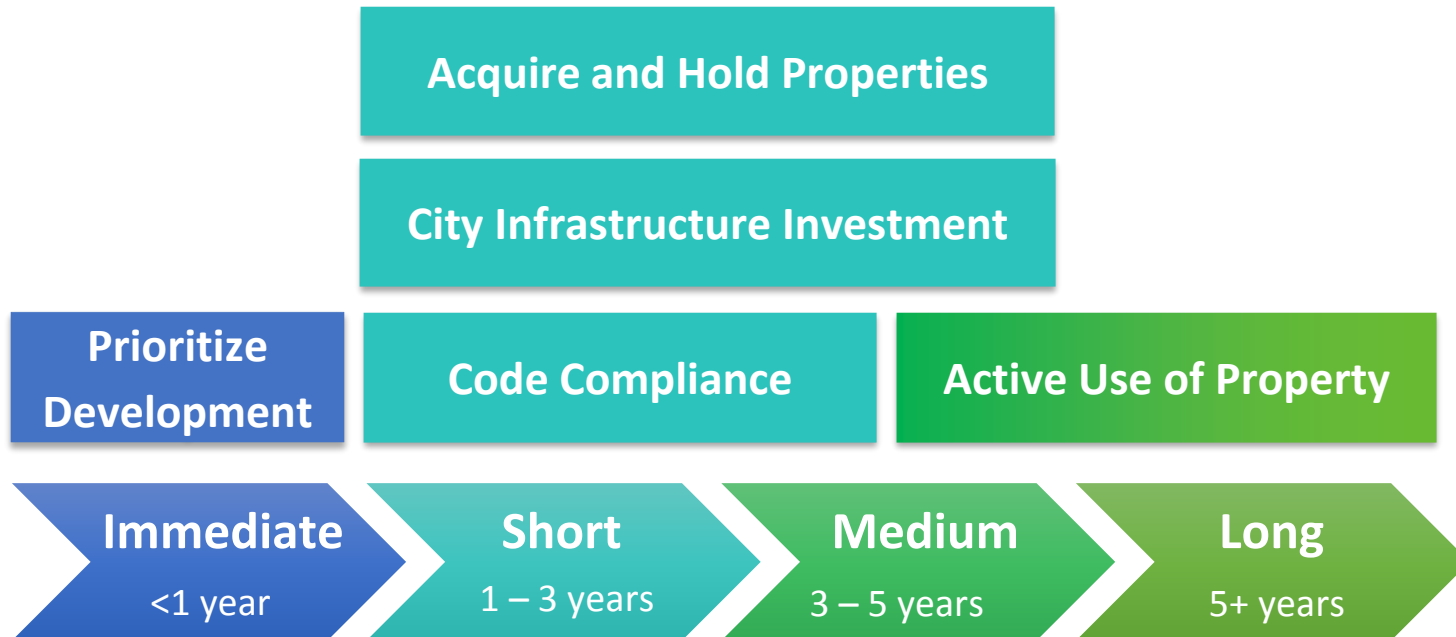 Acquire and Hold Properties
City Infrastructure Investment
Prioritize
Development
Code Compliance
Active Use of Property
Immediate
<1 year
Short
1 – 3 years
Medium
3 – 5 years
Long
5+ years